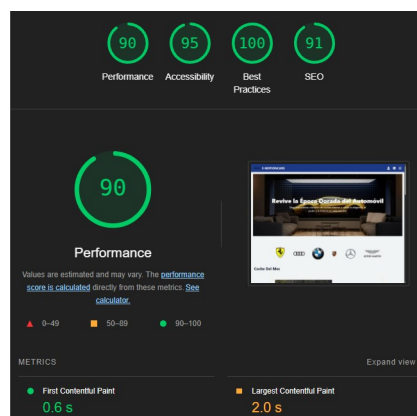 90
95
100
91
Performance
Accessibility
Best
Practices
SEO
90
Performance
Values are estimated and may vary. The performance
score is calculated directly from these metrics. See
calculator.
0–49
50–89
90–100
Revive la Época Dorada del Automóvil
Coche Del Mes
METRICS
Expand view
First Contentful Paint
0.6 s
Largest Contentful Paint
2.0 s